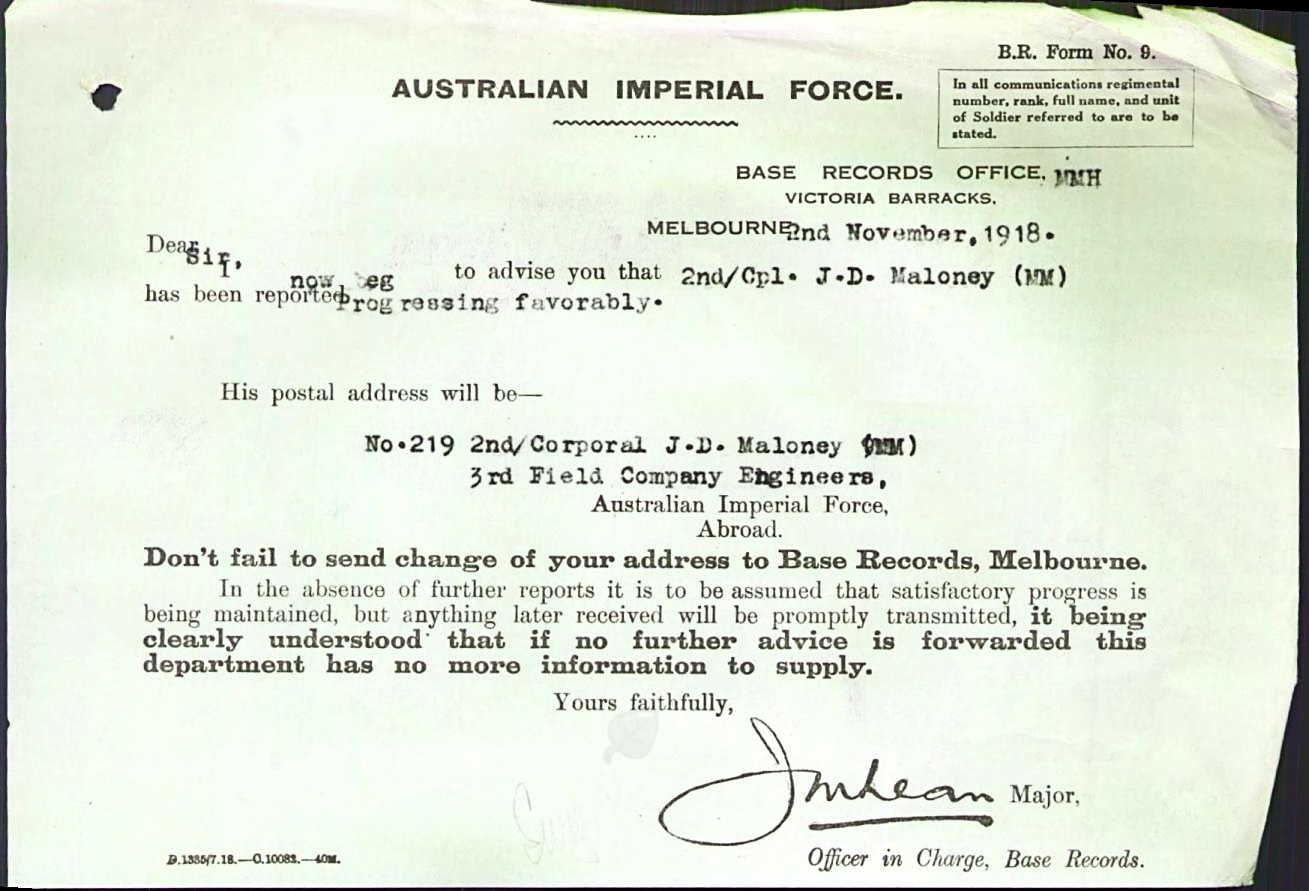 B.R. Form No. 9.
AUSTRALIAN IMPERIAL FORCE.
In all communications regimental
number, rank, full name, and unit
of Soldier referred to are to be
stated.
BASE RECORDS OFFICE, MMH
VICTORIA BARRACKS,
MELBOURNE 2nd November, 1918.
Dear Sir,
I now beg to advise you that 2nd/Cpl. J.D. Maloney (MM)
has been reported Progressing favorably.
His postal address will be—
No.219 2nd/Corporal J.D. Maloney (MM)
3rd Field Company Engineers,
Australian Imperial Force,
Abroad.
Don't fail to send change of your address to Base Records, Melbourne.
In the absence of further reports it is to be assumed that satisfactory progress is
being maintained, but anything later received will be promptly transmitted, it being
clearly understood that if no further advice is forwarded this
department has no more information to supply.
Yours faithfully,
JMLean Major,
Officer in Charge, Base Records.
D.1335/7.18.—C.10082.—40M.